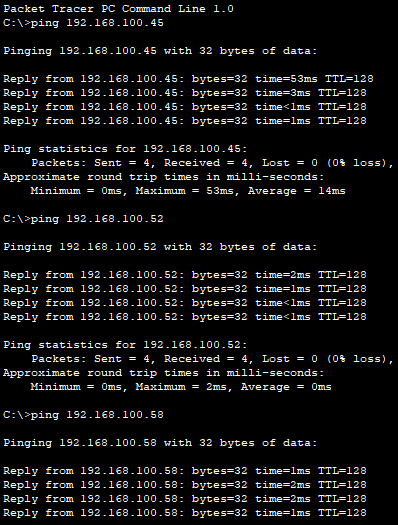 Packet Tracer PC Command Line 1.0
C:\>ping 192.168.100.45
Pinging 192.168.100.45 with 32 bytes of data:
Reply from 192.168.100.45: bytes=32 time=53ms TTL=128
Reply from 192.168.100.45: bytes=32 time=3ms TTL=128
Reply from 192.168.100.45: bytes=32 time<1ms TTL=128
Reply from 192.168.100.45: bytes=32 time=1ms TTL=128
Ping statistics for 192.168.100.45:
Packets: Sent = 4, Received = 4, Lost = 0 (0% loss),
Approximate round trip times in milli-seconds:
Minimum = 0ms, Maximum = 53ms, Average = 14ms
C:\>ping 192.168.100.52
Pinging 192.168.100.52 with 32 bytes of data:
Reply from 192.168.100.52: bytes=32 time=2ms TTL=128
Reply from 192.168.100.52: bytes=32 time=1ms TTL=128
Reply from 192.168.100.52: bytes=32 time<1ms TTL=128
Reply from 192.168.100.52: bytes=32 time<1ms TTL=128
Ping statistics for 192.168.100.52:
Packets: Sent = 4, Received = 4, Lost = 0 (0% loss),
Approximate round trip times in milli-seconds:
Minimum = 0ms, Maximum = 2ms, Average = 0ms
C:\>ping 192.168.100.58
Pinging 192.168.100.58 with 32 bytes of data:
Reply from 192.168.100.58: bytes=32 time=1ms TTL=128
Reply from 192.168.100.58: bytes=32 time=2ms TTL=128
Reply from 192.168.100.58: bytes=32 time=2ms TTL=128
Reply from 192.168.100.58: bytes=32 time=1ms TTL=128